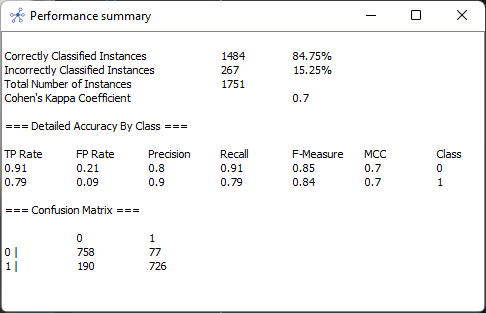 Performance summary
Correctly Classified Instances 1484 84.75%
Incorrectly Classified Instances 267 15.25%
Total Number of Instances 1751
Cohen's Kappa Coefficient 0.7
=== Detailed Accuracy By Class ===
TP Rate FP Rate Precision Recall F-Measure MCC Class
0.91 0.21 0.8 0.91 0.85 0.7 0
0.79 0.09 0.9 0.79 0.84 0.7 1
=== Confusion Matrix ===
0 1
0 | 758 77
1 | 190 726